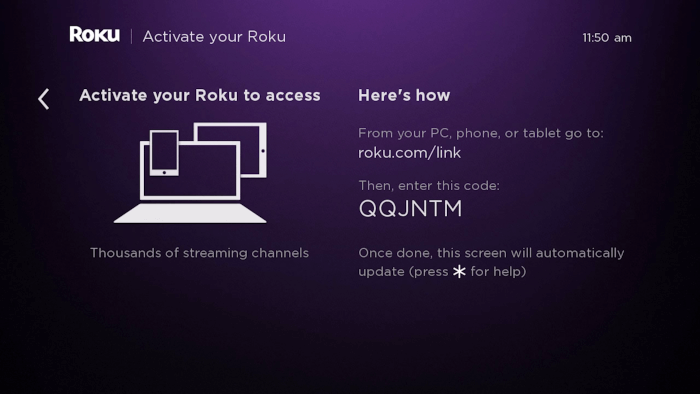 Roku | Activate your Roku
11:50 am
Activate your Roku to access
Thousands of streaming channels
Here's how
From your PC, phone, or tablet go to:
roku.com/link
Then, enter this code:
QQJNTM
Once done, this screen will automatically
update (press * for help)